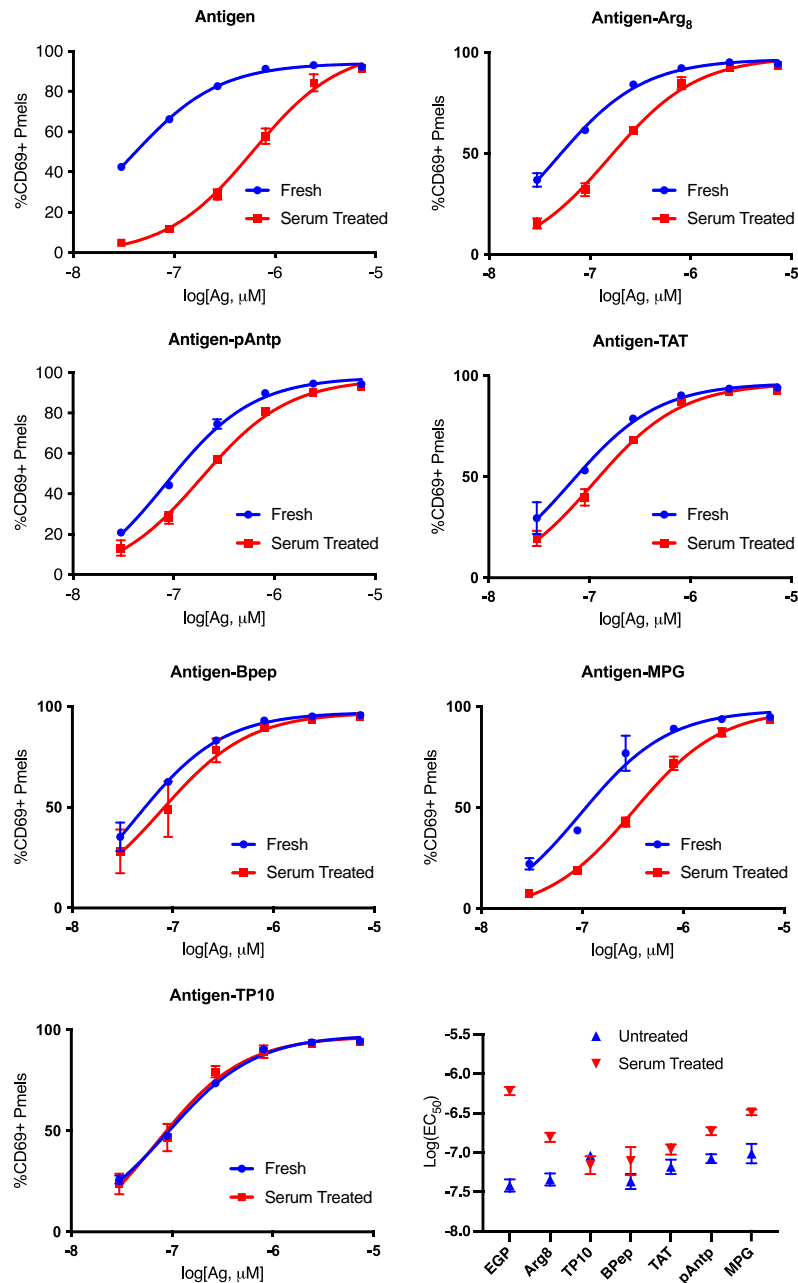 Antigen
100
80
60
40
20
0
%CD69+ Pmels
Fresh
Serum Treated
-8 -7 -6 -5
log[Ag, μM]
Antigen-Arg8
100
50
0
%CD69+ Pmels
Fresh
Serum Treated
-8 -7 -6 -5
log[Ag, μM]
Antigen-pAntp
100
80
60
40
20
0
%CD69+ Pmels
Fresh
Serum Treated
-8 -7 -6 -5
log[Ag, μM]
Antigen-TAT
100
50
0
%CD69+ Pmels
Fresh
Serum Treated
-8 -7 -6 -5
log[Ag, μM]
Antigen-Bpep
100
50
0
%CD69+ Pmels
Fresh
Serum Treated
-8 -7 -6 -5
log[Ag, μM]
Antigen-MPG
100
50
0
%CD69+ Pmels
Fresh
Serum Treated
-8 -7 -6 -5
log[Ag, μM]
Antigen-TP10
100
50
0
%CD69+ Pmels
Fresh
Serum Treated
-8 -7 -6 -5
log[Ag, μM]
Untreated
Serum Treated
-5.5
-6.0
-6.5
-7.0
-7.5
-8.0
Log(EC50)
EGP Arg8 TP10 BPep TAT pAntp MPG